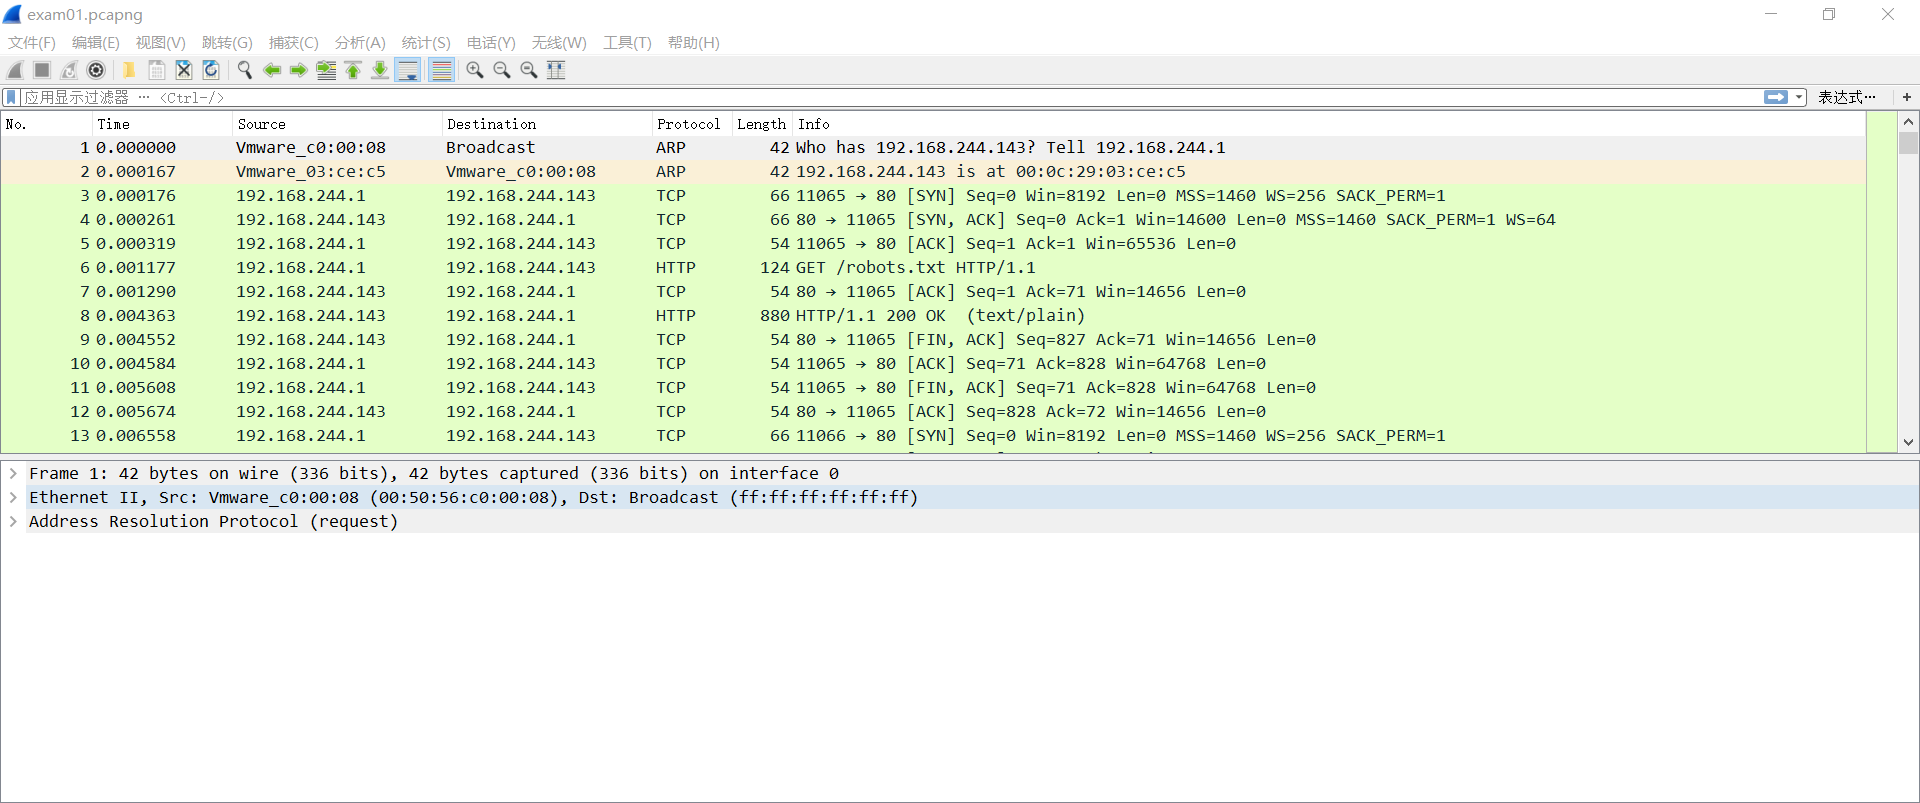 exam01.pcapng
文件(F) 编辑(E) 视图(V) 跳转(G) 捕获(C) 分析(A) 统计(S) 电话(Y) 无线(W) 工具(T) 帮助(H)
应用显示过滤器 … <Ctrl-/> 表达式… +
No. Time Source Destination Protocol Length Info
1 0.000000 Vmware_c0:00:08 Broadcast ARP 42 Who has 192.168.244.143? Tell 192.168.244.1
2 0.000167 Vmware_03:ce:c5 Vmware_c0:00:08 ARP 42 192.168.244.143 is at 00:0c:29:03:ce:c5
3 0.000176 192.168.244.1 192.168.244.143 TCP 66 11065 → 80 [SYN] Seq=0 Win=8192 Len=0 MSS=1460 WS=256 SACK_PERM=1
4 0.000261 192.168.244.143 192.168.244.1 TCP 66 80 → 11065 [SYN, ACK] Seq=0 Ack=1 Win=14600 Len=0 MSS=1460 SACK_PERM=1 WS=64
5 0.000319 192.168.244.1 192.168.244.143 TCP 54 11065 → 80 [ACK] Seq=1 Ack=1 Win=65536 Len=0
6 0.001177 192.168.244.1 192.168.244.143 HTTP 124 GET /robots.txt HTTP/1.1
7 0.001290 192.168.244.143 192.168.244.1 TCP 54 80 → 11065 [ACK] Seq=1 Ack=71 Win=14656 Len=0
8 0.004363 192.168.244.143 192.168.244.1 HTTP 880 HTTP/1.1 200 OK (text/plain)
9 0.004552 192.168.244.143 192.168.244.1 TCP 54 80 → 11065 [FIN, ACK] Seq=827 Ack=71 Win=14656 Len=0
10 0.004584 192.168.244.1 192.168.244.143 TCP 54 11065 → 80 [ACK] Seq=71 Ack=828 Win=64768 Len=0
11 0.005608 192.168.244.1 192.168.244.143 TCP 54 11065 → 80 [FIN, ACK] Seq=71 Ack=828 Win=64768 Len=0
12 0.005674 192.168.244.143 192.168.244.1 TCP 54 80 → 11065 [ACK] Seq=828 Ack=72 Win=14656 Len=0
13 0.006558 192.168.244.1 192.168.244.143 TCP 66 11066 → 80 [SYN] Seq=0 Win=8192 Len=0 MSS=1460 WS=256 SACK_PERM=1
Frame 1: 42 bytes on wire (336 bits), 42 bytes captured (336 bits) on interface 0
Ethernet II, Src: Vmware_c0:00:08 (00:50:56:c0:00:08), Dst: Broadcast (ff:ff:ff:ff:ff:ff)
Address Resolution Protocol (request)